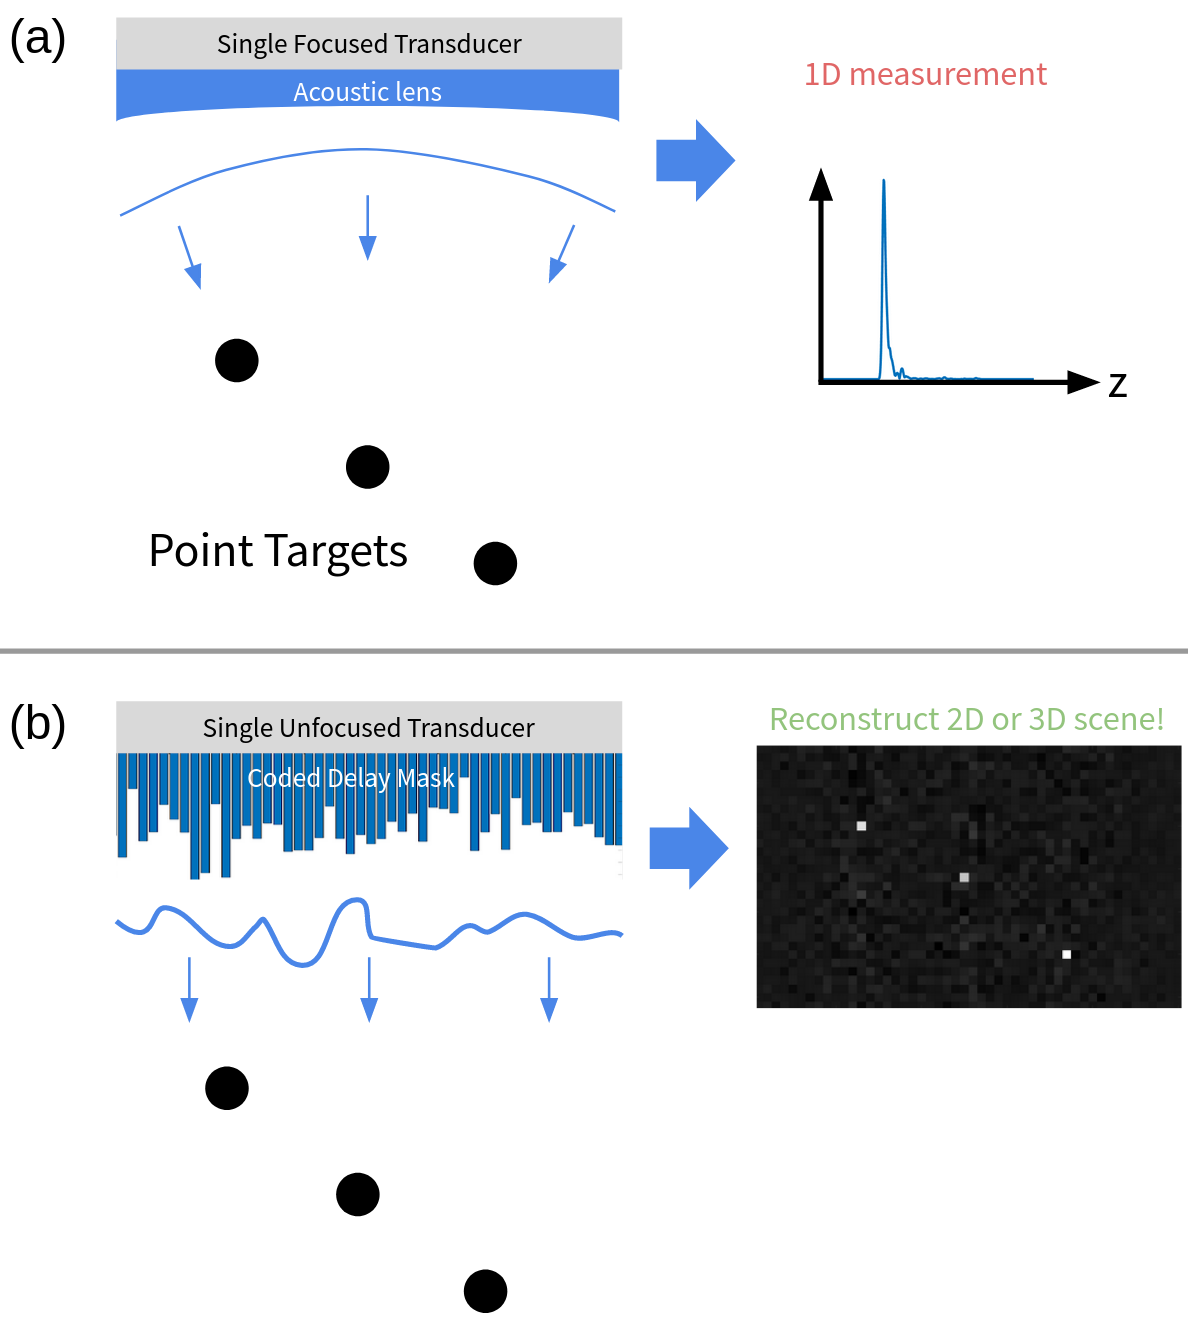 (a)
Single Focused Transducer
Acoustic lens
1D measurement
z
Point Targets
(b)
Single Unfocused Transducer
Coded Delay Mask
Reconstruct 2D or 3D scene!